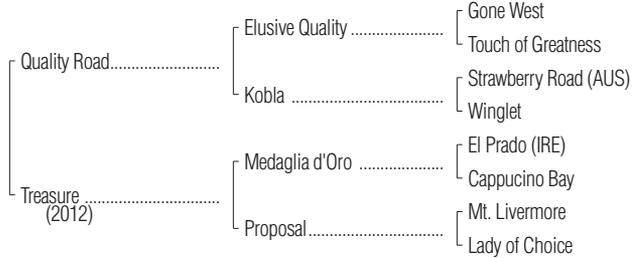 Gone West
Elusive Quality ........................
Touch of Greatness
Quality Road............................
Strawberry Road (AUS)
Kobla .......................................
Winglet
El Prado (IRE)
Medaglia d'Oro ......................
Cappucino Bay
Treasure ..................................
(2012)
Mt. Livermore
Proposal...................................
Lady of Choice